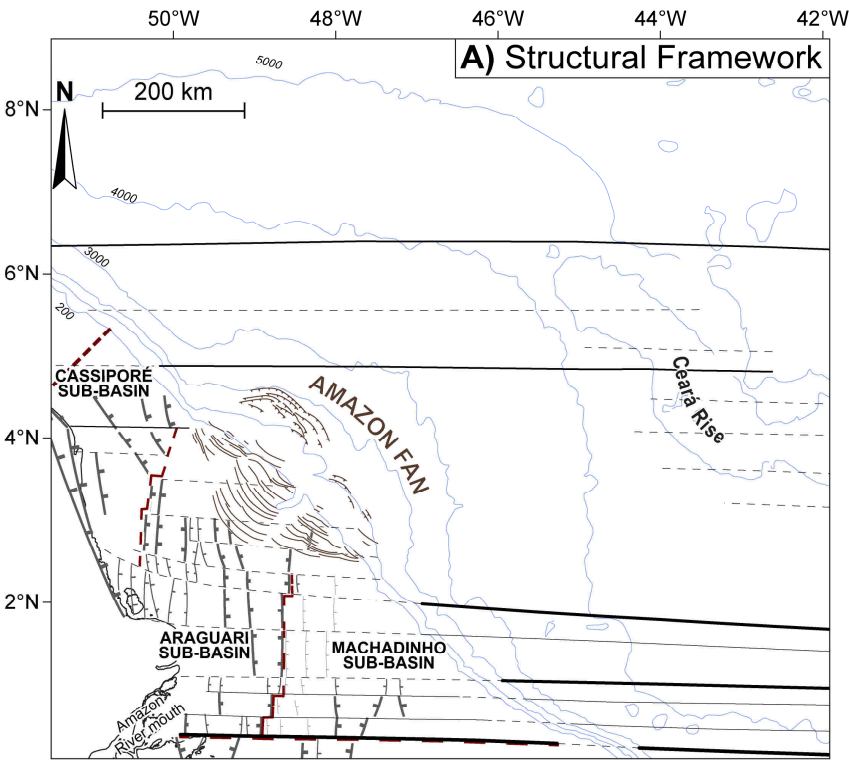 50°W 48°W 46°W 44°W 42°W
A) Structural Framework
5000
N
200 km
8°N
4000
6°N
3000
200
CASSIPORÉ
SUB-BASIN
AMAZON FAN
Ceará Rise
4°N
2°N
ARAGUARI
SUB-BASIN
MACHADINHO
SUB-BASIN
Amazon
River mouth